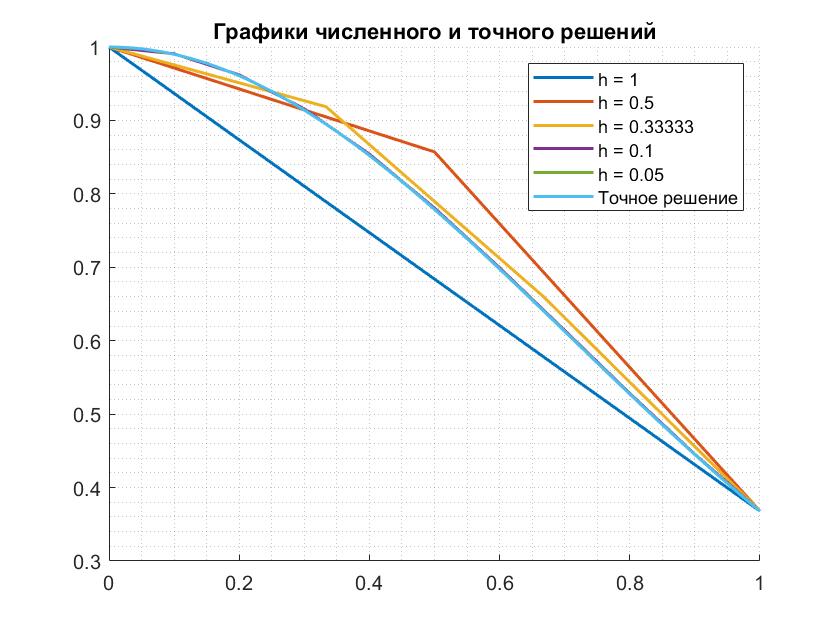 Графики численного и точного решений
1
0.9
0.8
0.7
0.6
0.5
0.4
0.3
0
0.2
0.4
0.6
0.8
1
h = 1
h = 0.5
h = 0.33333
h = 0.1
h = 0.05
Точное решение